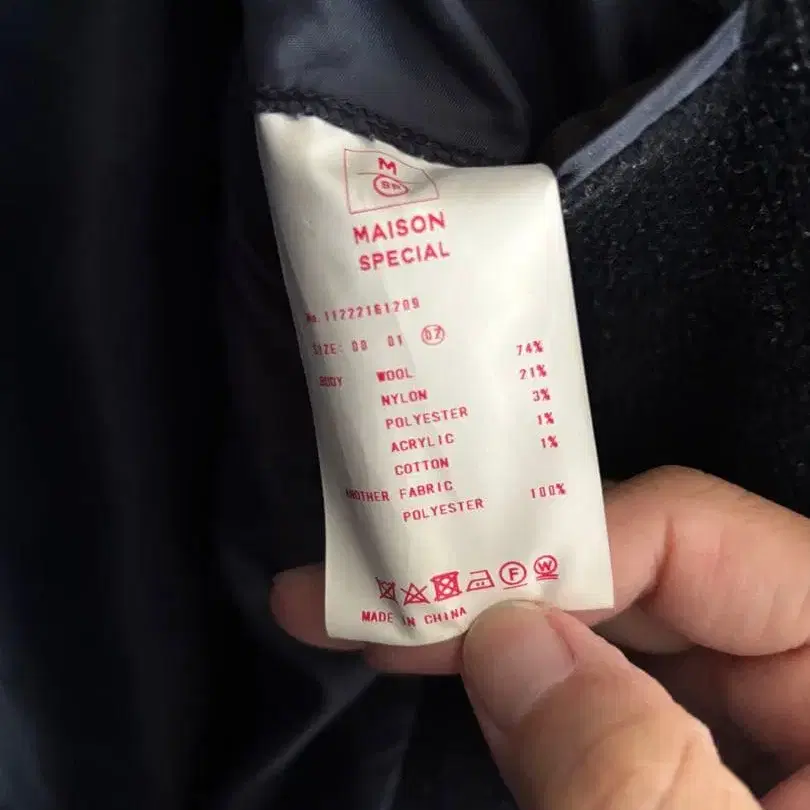 M
SP
MAISON
SPECIAL
No.11222161209
SIZE: 00 01 02
BODY WOOL 74%
NYLON 21%
POLYESTER 3%
ACRYLIC 1%
COTTON 1%
ANOTHER FABRIC
POLYESTER 100%
F W
MADE IN CHINA